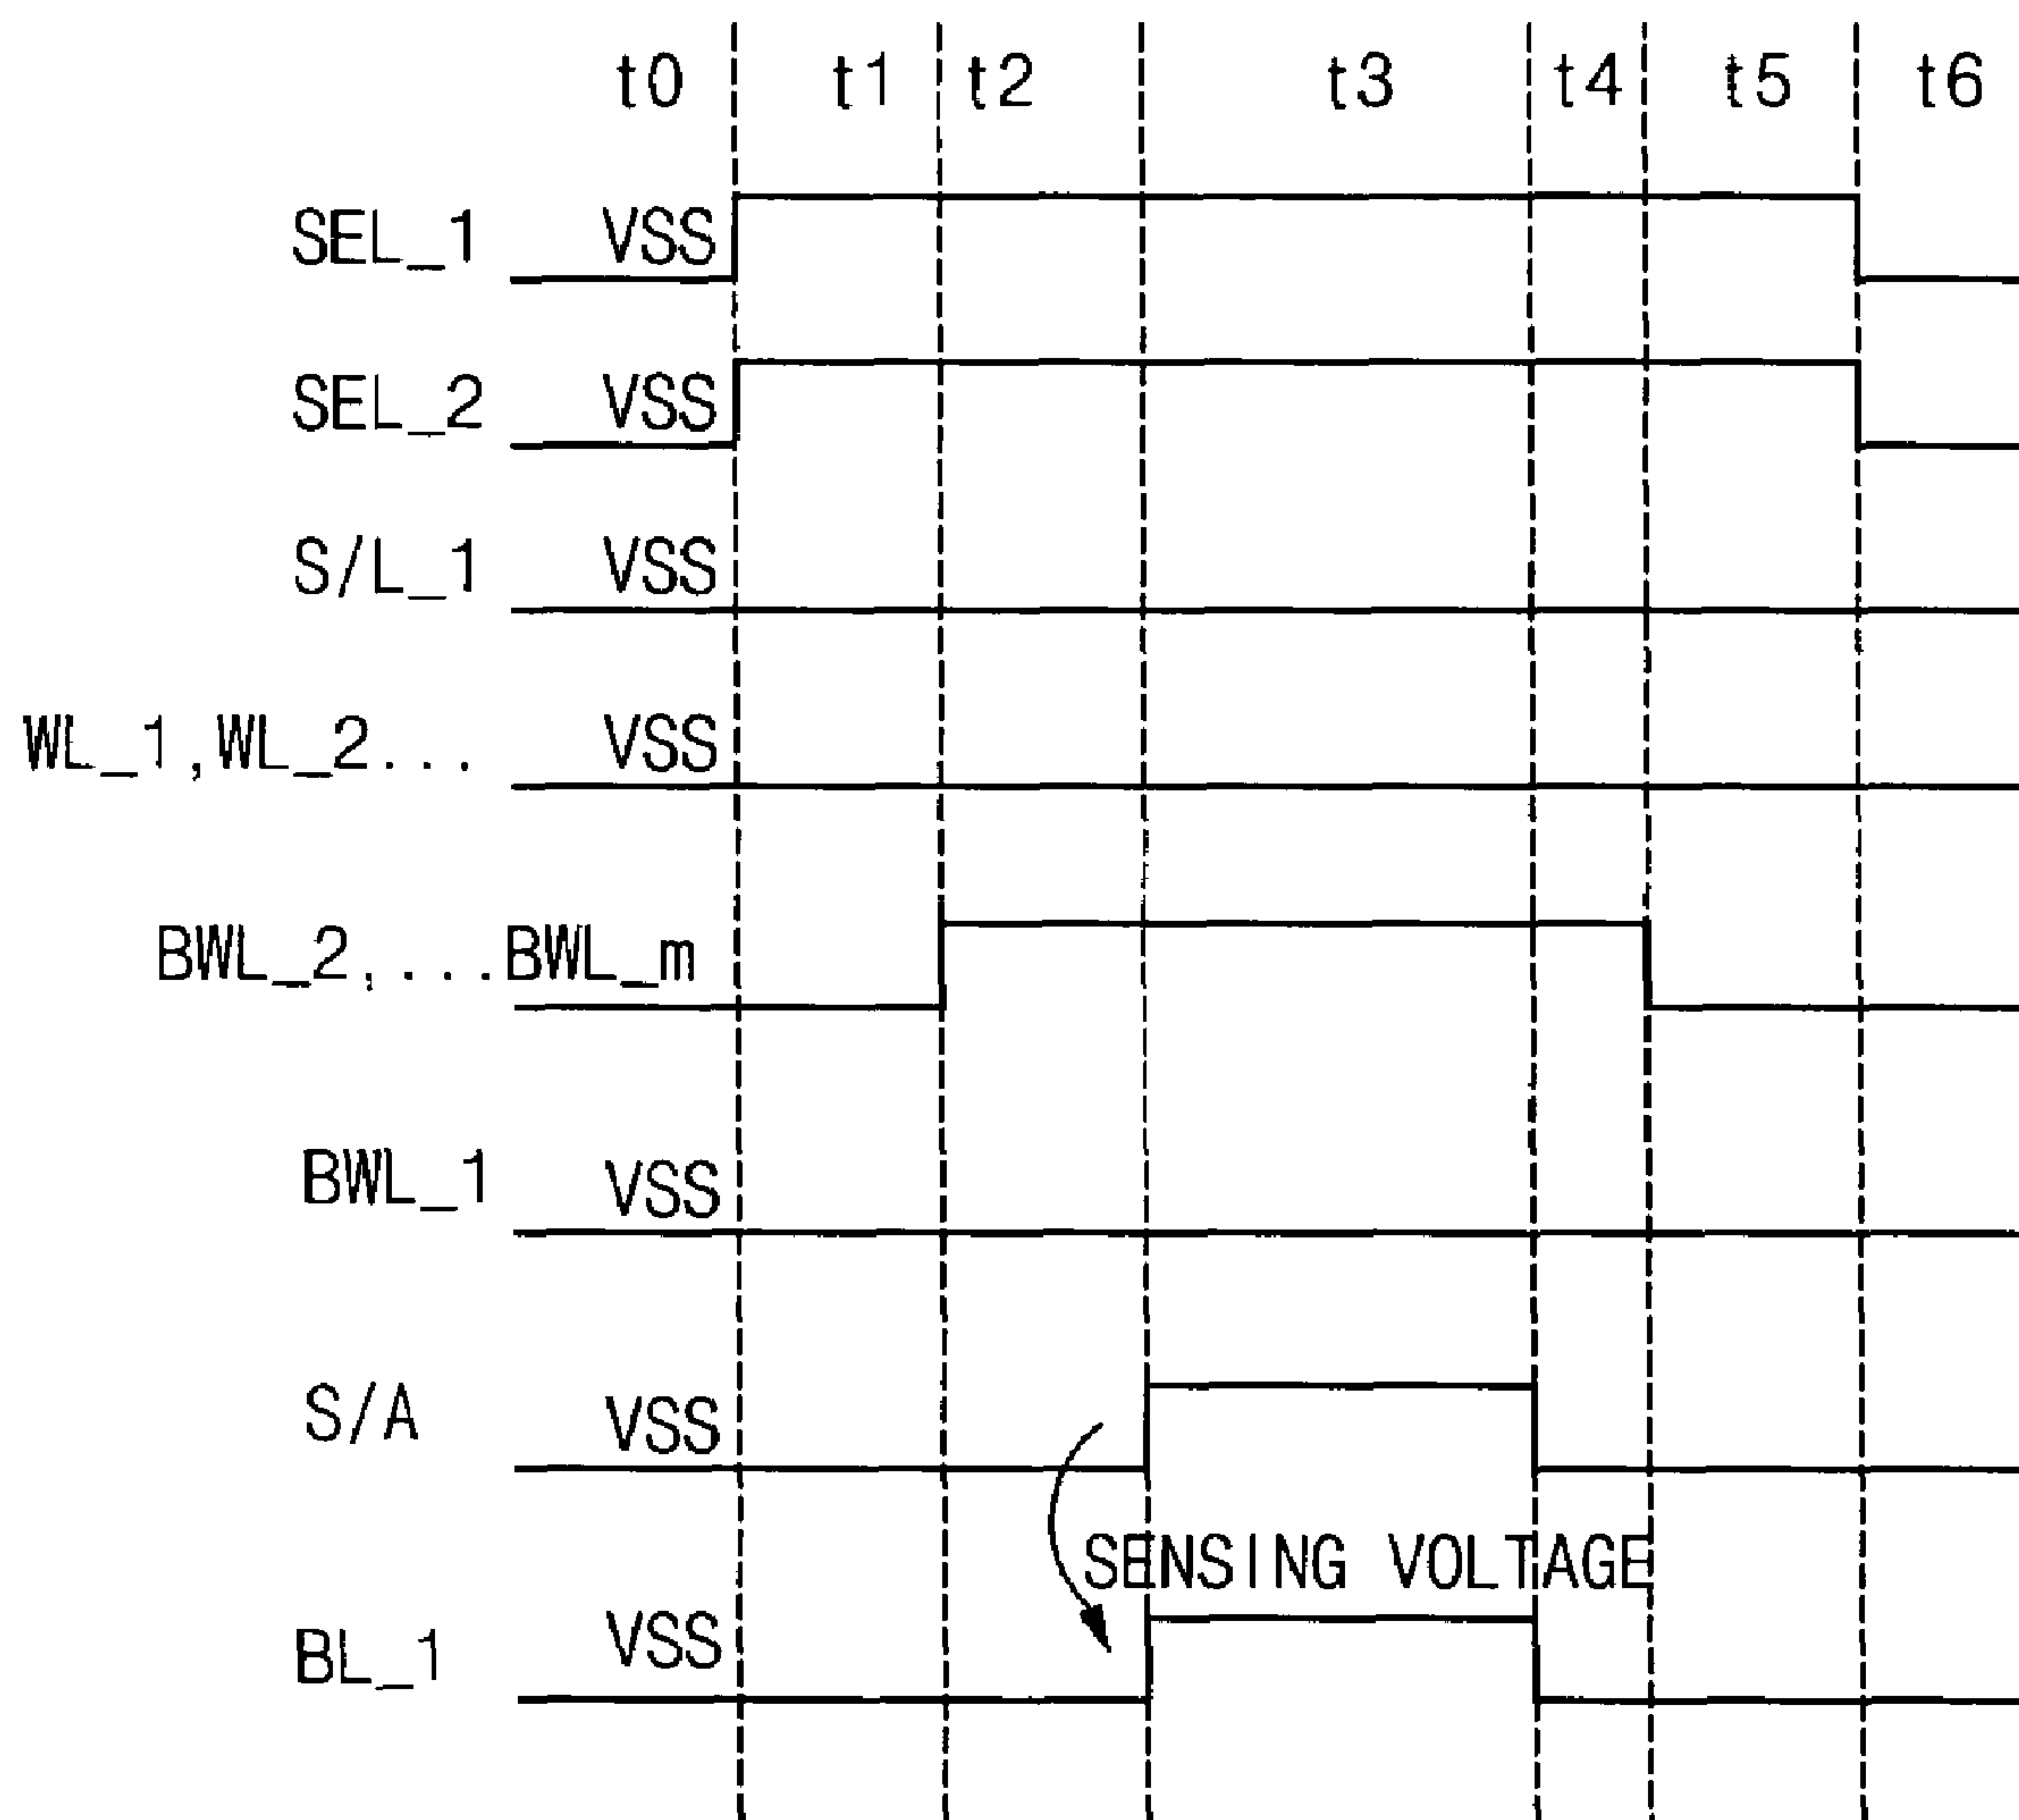 t0 t1 t2 t3 t4 t5 t6
SEL_1 VSS
SEL_2 VSS
S/L_1 VSS
WL_1,WL_2... VSS
BWL_2,...BWL_m
BWL_1 VSS
S/A VSS
SENSING VOLTAGE
BL_1 VSS